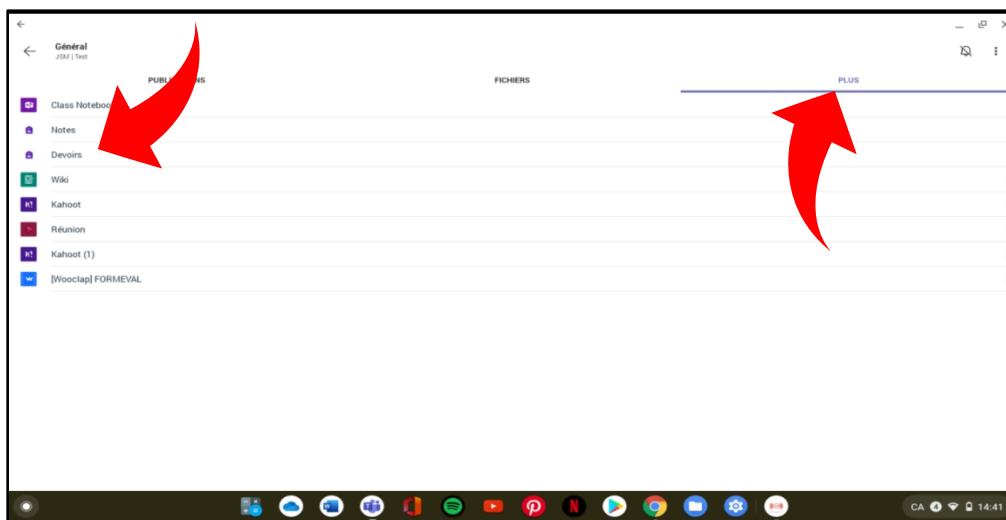 Général
JSM | Test
FICHIERS
PLUS
Class Notebook
Notes
Devoirs
Wiki
Kahoot
Réunion
Kahoot (1)
[Wooclap] FORMEVAL
CA 4 14:41